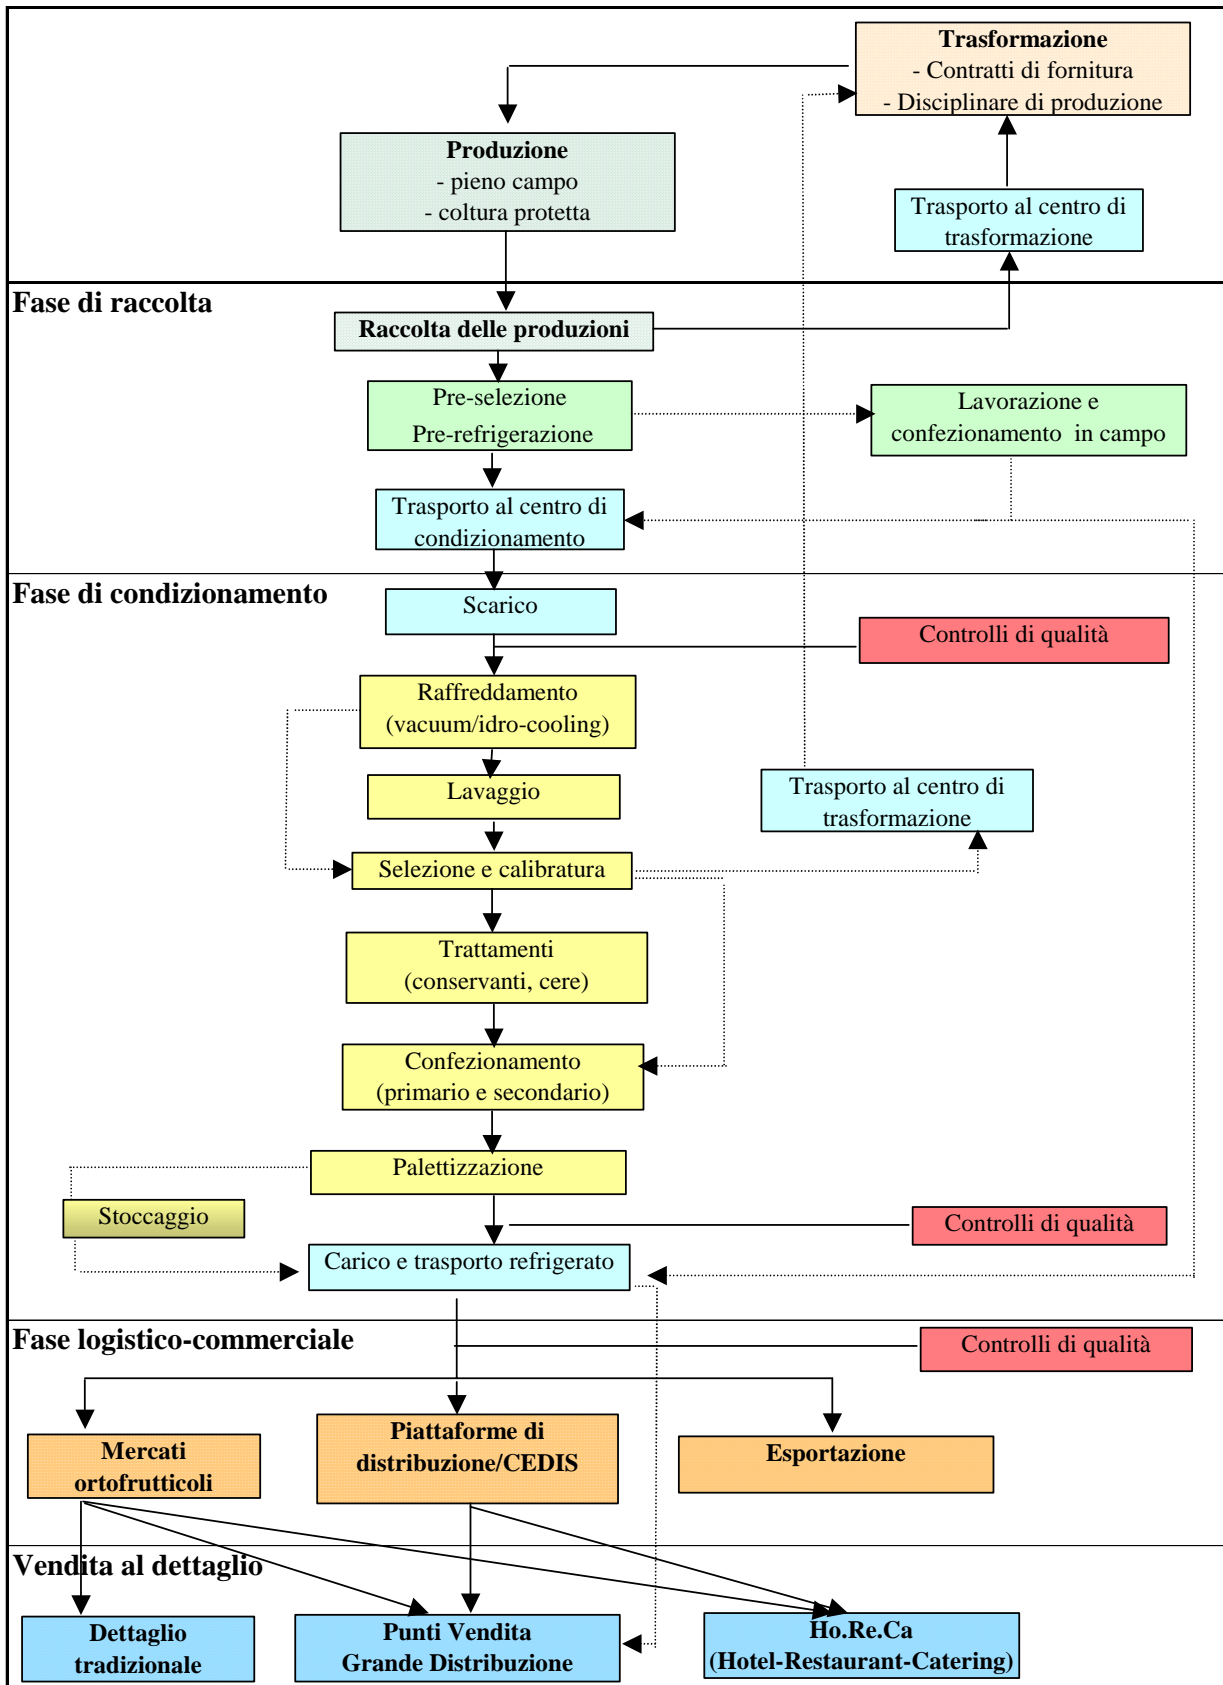 Trasformazione
- Contratti di fornitura
- Disciplinare di produzione
Produzione
- pieno campo
- coltura protetta
Trasporto al centro di
trasformazione
Fase di raccolta
Raccolta delle produzioni
Pre-selezione
Pre-refrigerazione
Lavorazione e
confezionamento in campo
Trasporto al centro di
condizionamento
Fase di condizionamento
Scarico
Controlli di qualità
Raffreddamento
(vacuum/idro-cooling)
Lavaggio
Trasporto al centro di
trasformazione
Selezione e calibratura
Trattamenti
(conservanti, cere)
Confezionamento
(primario e secondario)
Palettizzazione
Stoccaggio
Controlli di qualità
Carico e trasporto refrigerato
Fase logistico-commerciale
Controlli di qualità
Mercati
ortofrutticoli
Piattaforme di
distribuzione/CEDIS
Esportazione
Vendita al dettaglio
Dettaglio
tradizionale
Punti Vendita
Grande Distribuzione
Ho.Re.Ca
(Hotel-Restaurant-Catering)